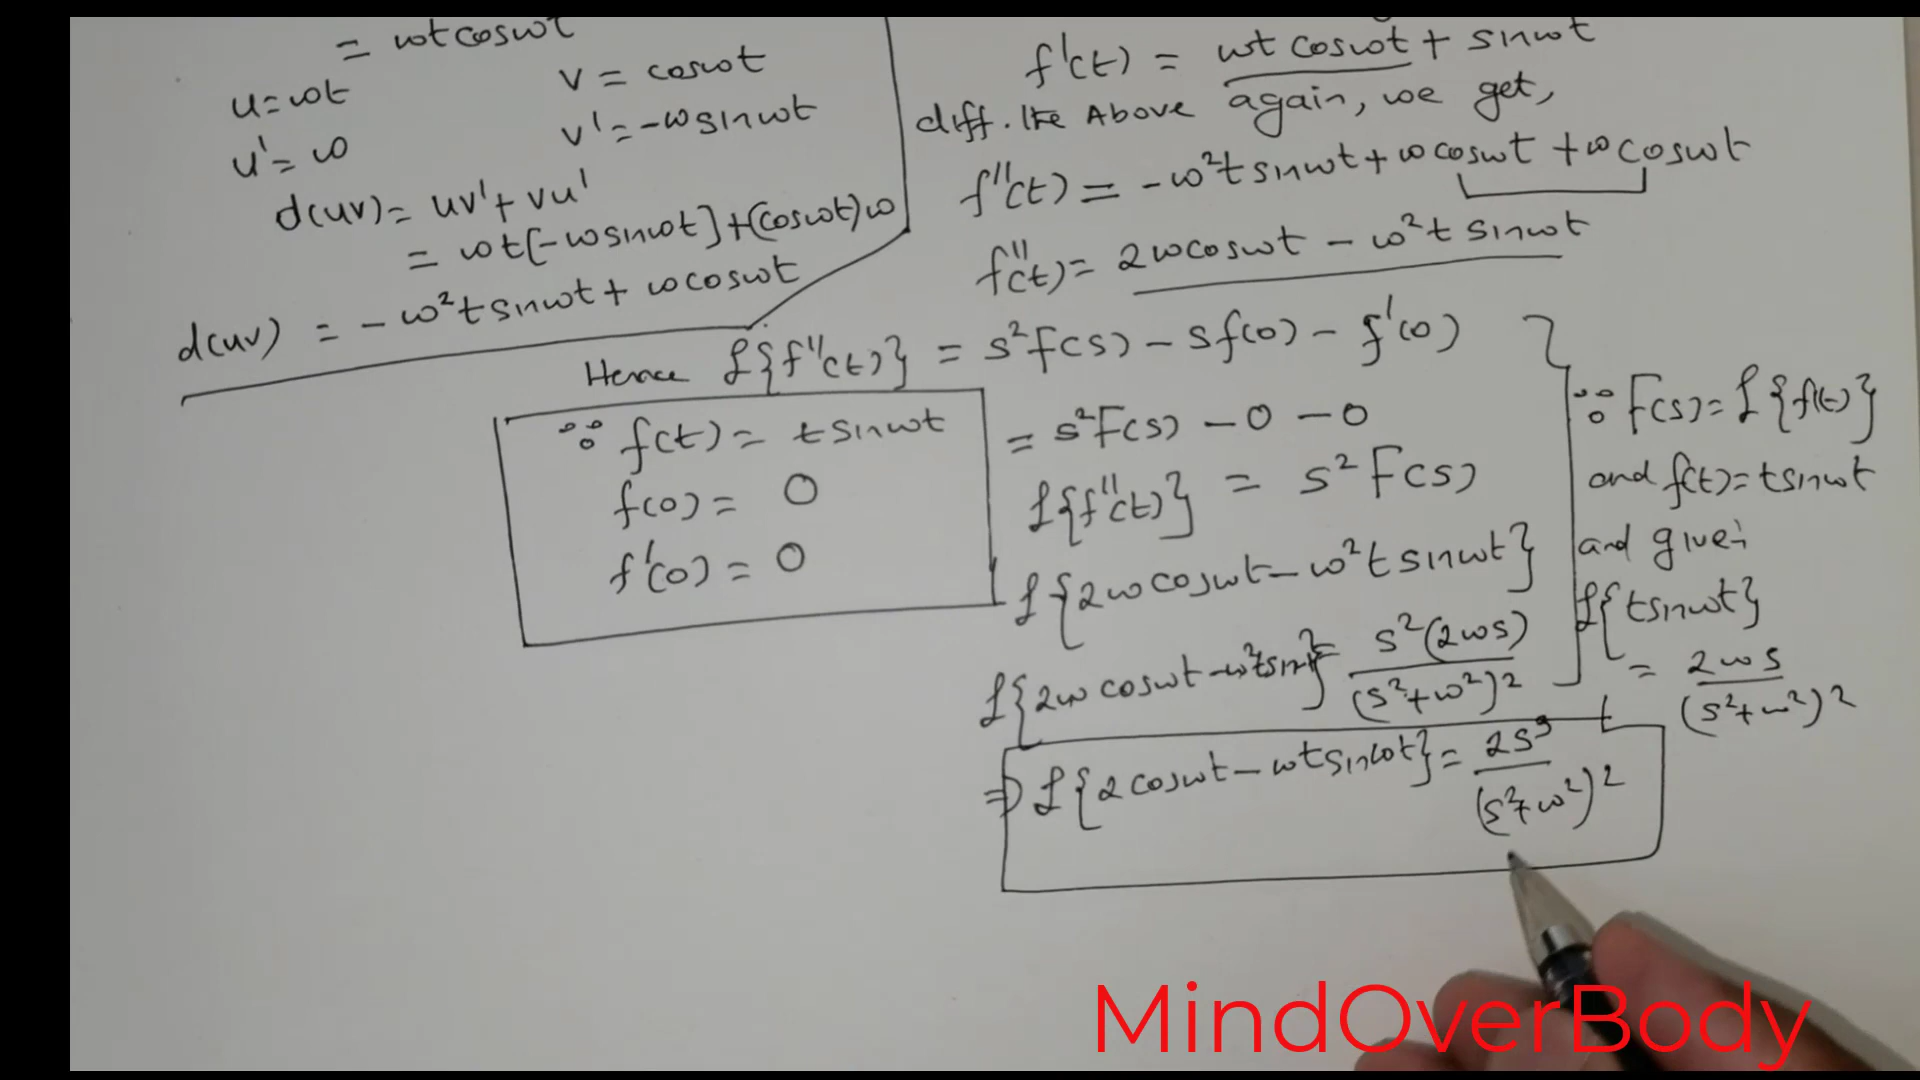 = ωt cosωt
u = ωt    v = cosωt
u' = ω    v' = -ω sinωt
d(uv) = uv' + vu'
= ωt[-ω sinωt] + (cosωt)ω
d(uv) = -ω²t sinωt + ω cosωt
f'(t) = ωt cosωt + sinωt
diff. the Above again, we get,
f''(t) = -ω²t sinωt + ω cosωt + ω cosωt
f''(t) = 2ω cosωt - ω²t sinωt
Hence £{f''(t)} = s²F(s) - sf(0) - f'(0)
∵ f(t) = t sinωt
f(0) = 0
f'(0) = 0
= s²F(s) - 0 - 0
£{f''(t)} = s² F(s)
£{2ω cosωt - ω²t sinωt}
£{2ω cosωt - ω²t sin} = s²(2ωs) / (s²+ω²)²
⇒ £{2 cosωt - ωt sinωt} = 2s³ / (s²+ω²)²
∵ F(s) = £{f(t)}
and f(t) = t sinωt
and given
£{t sinωt}
= 2ωs / (s²+ω²)²
MindOverBody